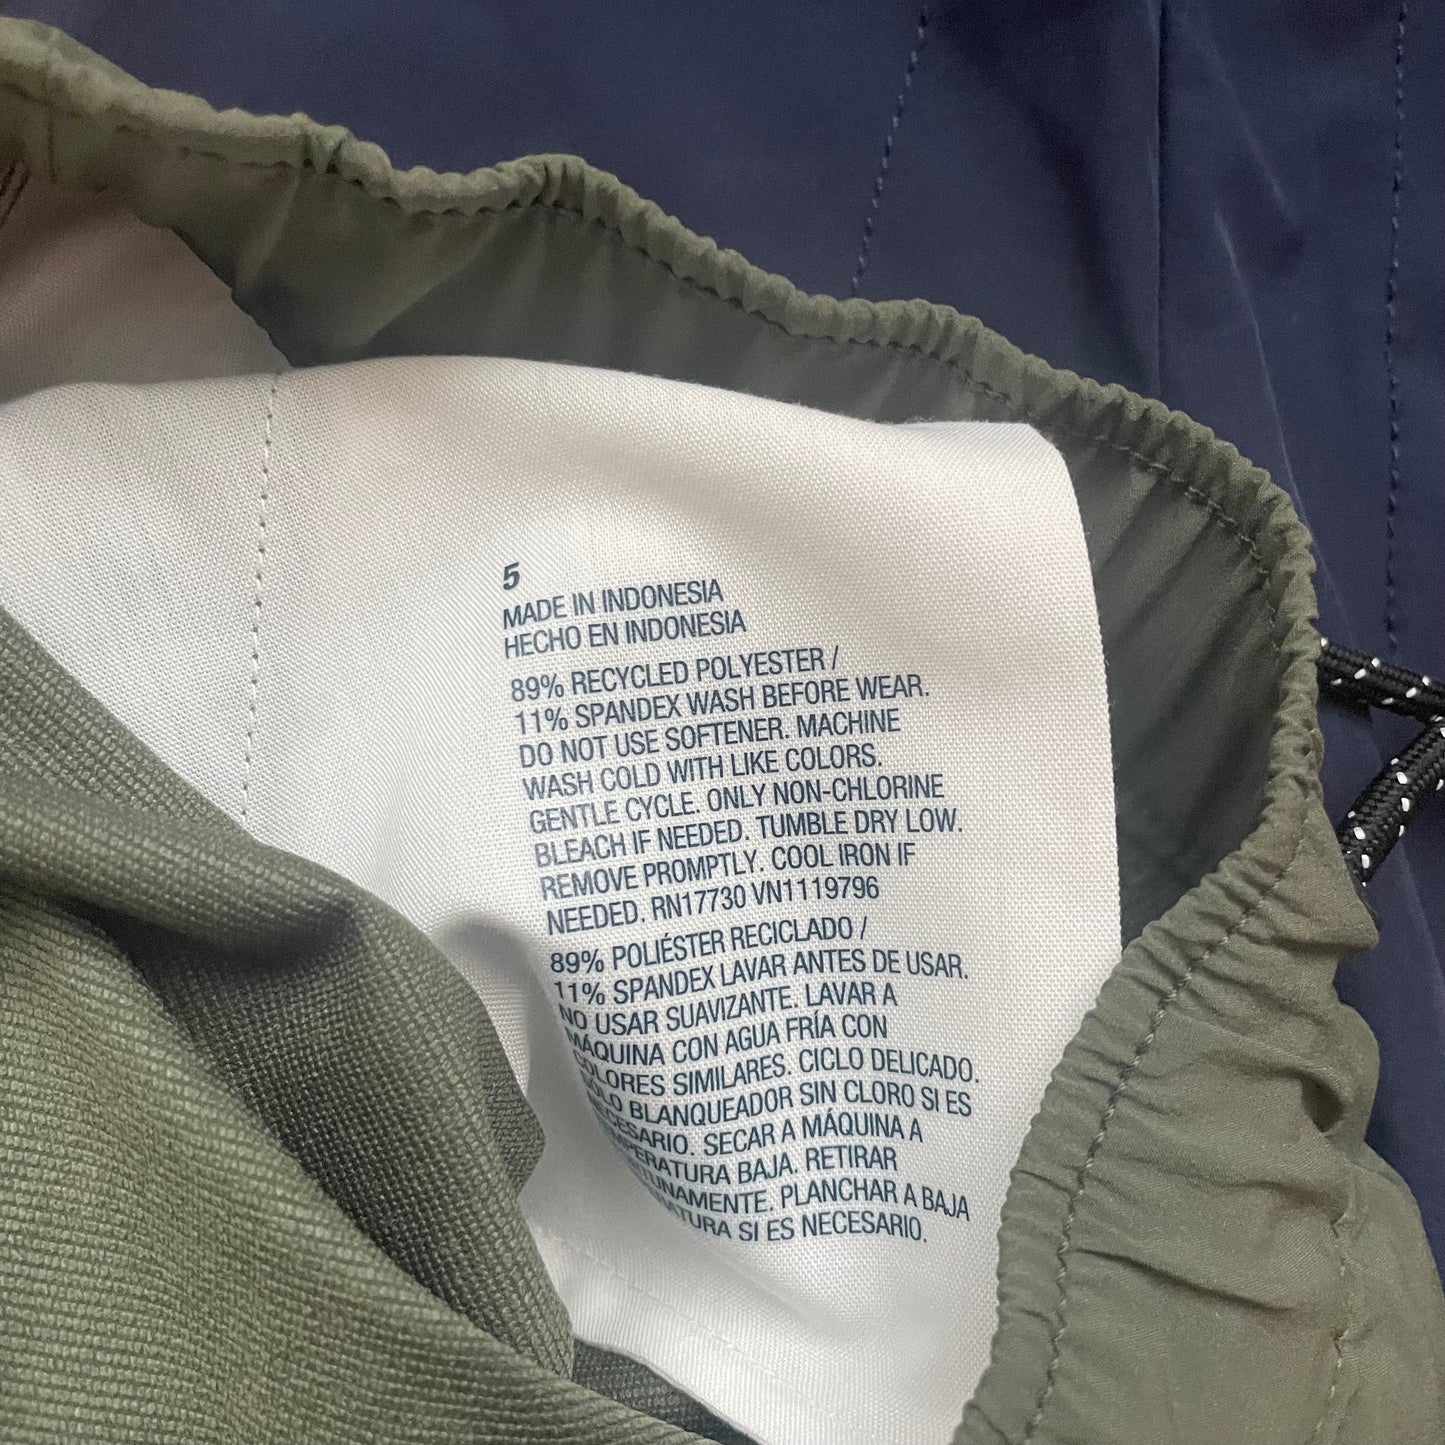 5
MADE IN INDONESIA
HECHO EN INDONESIA
89% RECYCLED POLYESTER /
11% SPANDEX WASH BEFORE WEAR.
DO NOT USE SOFTENER. MACHINE
WASH COLD WITH LIKE COLORS.
GENTLE CYCLE. ONLY NON-CHLORINE
BLEACH IF NEEDED. TUMBLE DRY LOW.
REMOVE PROMPTLY. COOL IRON IF
NEEDED. RN17730 VN1119796
89% POLIÉSTER RECICLADO /
11% SPANDEX LAVAR ANTES DE USAR.
NO USAR SUAVIZANTE. LAVAR A
MÁQUINA CON AGUA FRÍA CON
COLORES SIMILARES. CICLO DELICADO.
SOLO BLANQUEADOR SIN CLORO SI ES
NECESARIO. SECAR A MÁQUINA A
BAJA. RETIRAR
PLANCHAR A BAJA
SI ES NECESARIO.